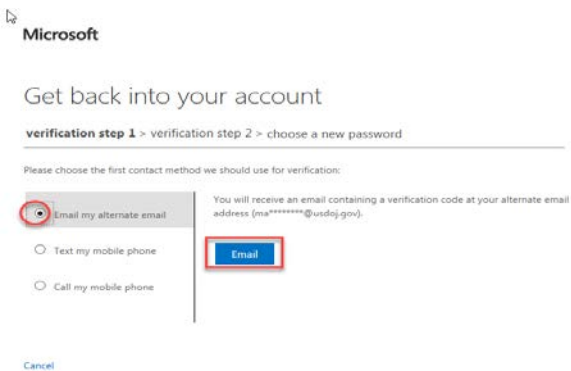 Microsoft
Get back into your account
verification step 1 > verification step 2 > choose a new password
Please choose the first contact method we should use for verification:
Email my alternate email
Text my mobile phone
Call my mobile phone
You will receive an email containing a verification code at your alternate email
address (ma********@usdoj.gov).
Email
Cancel